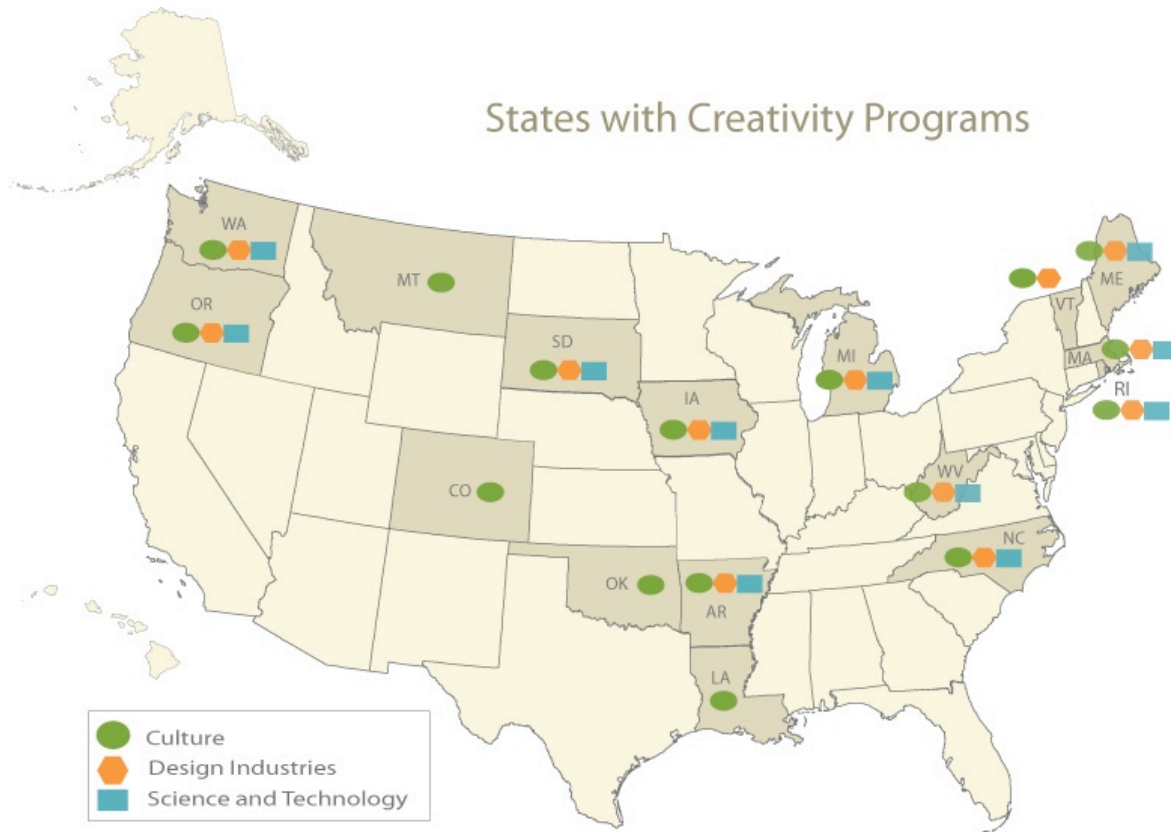 States with Creativity Programs
WA
MT
OR
ME
VT
SD
MI
MA
IA
RI
WV
CO
NC
OK
AR
LA
Culture
Design Industries
Science and Technology